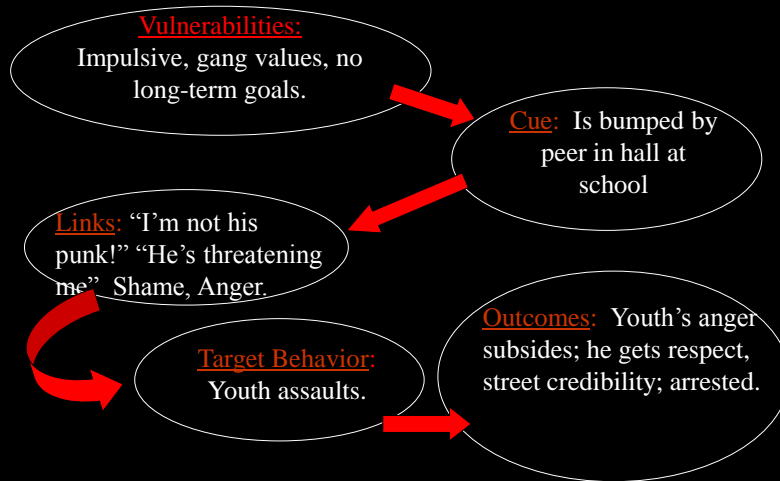 Vulnerabilities:
Impulsive, gang values, no
long-term goals.
Cue: Is bumped by
peer in hall at
school
Links: “I’m not his
punk!” “He’s threatening
me” Shame, Anger.
Target Behavior:
Youth assaults.
Outcomes: Youth’s anger
subsides; he gets respect,
street credibility; arrested.